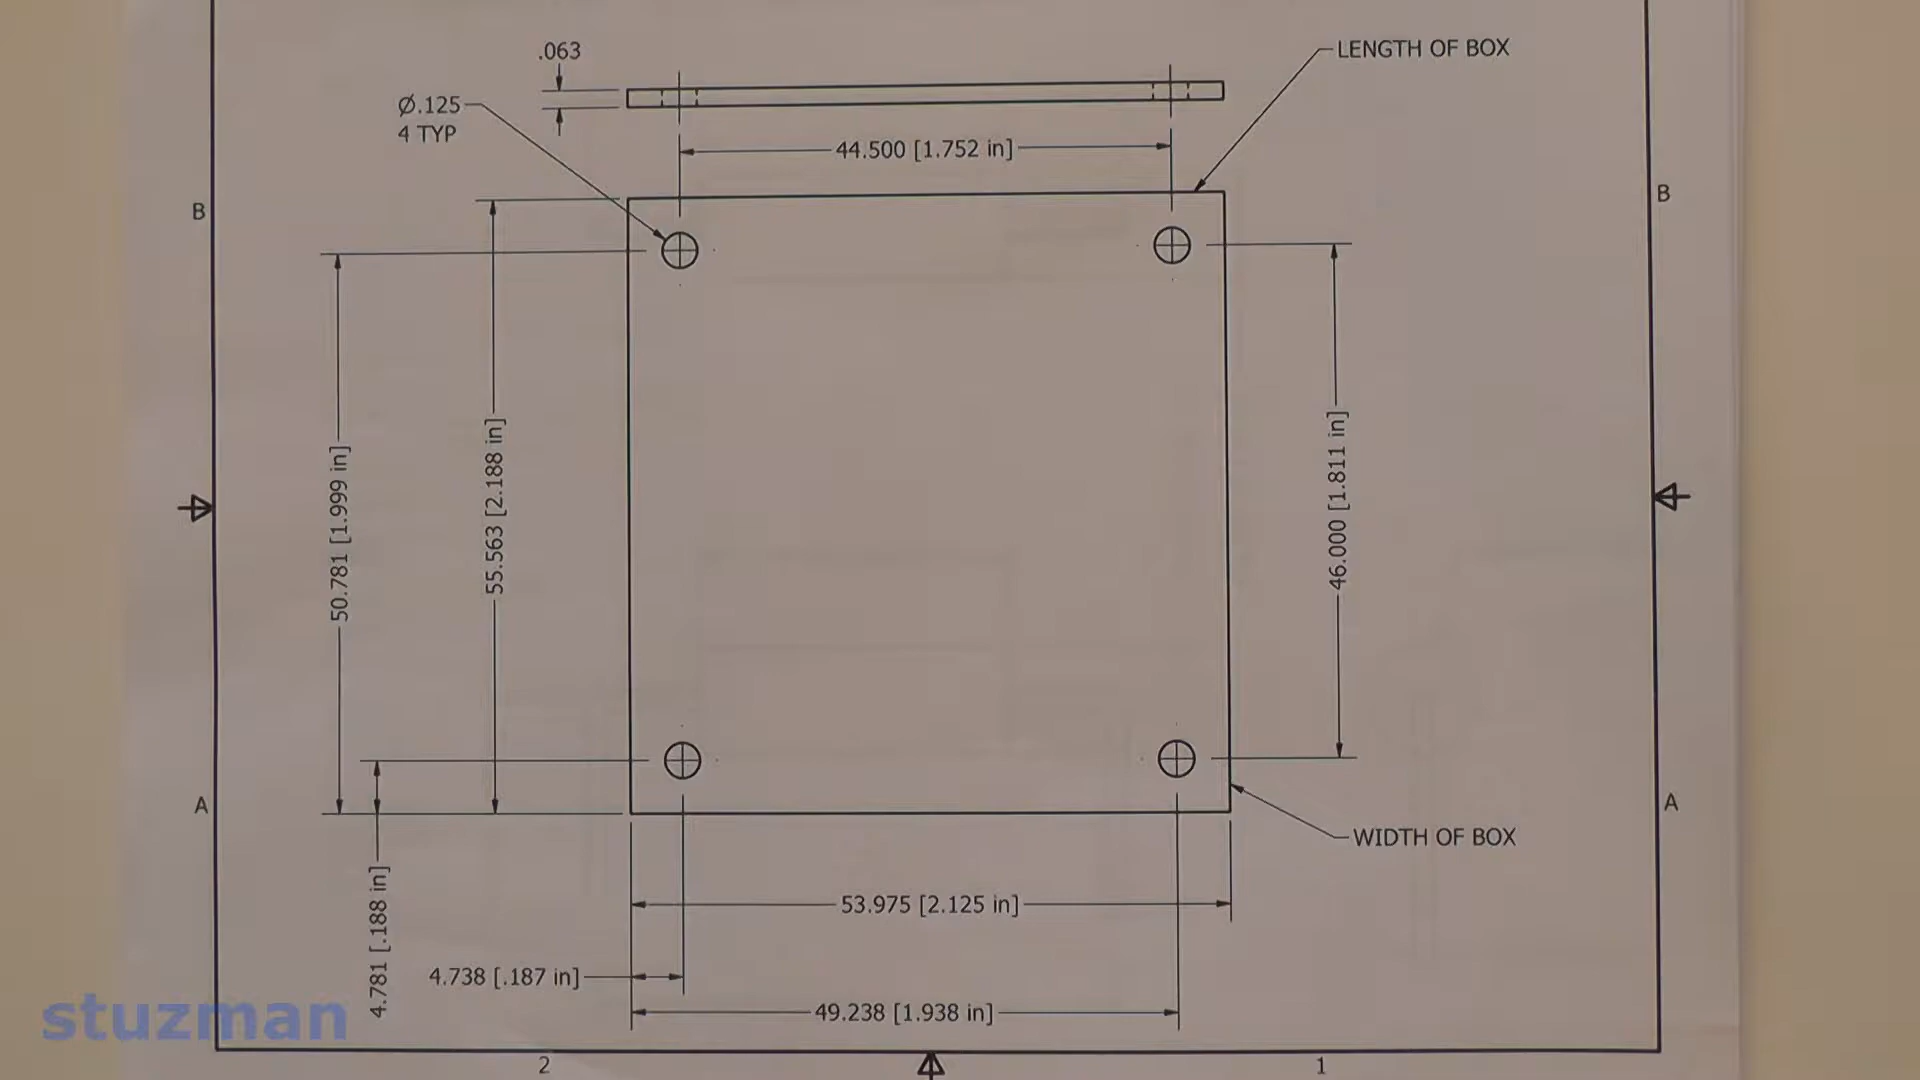 .063
LENGTH OF BOX
Ø.125
4 TYP
44.500 [1.752 in]
B
B
50.781 [1.999 in]
55.563 [2.188 in]
46.000 [1.811 in]
A
A
WIDTH OF BOX
4.781 [.188 in]
53.975 [2.125 in]
4.738 [.187 in]
49.238 [1.938 in]
stuzman
2
1